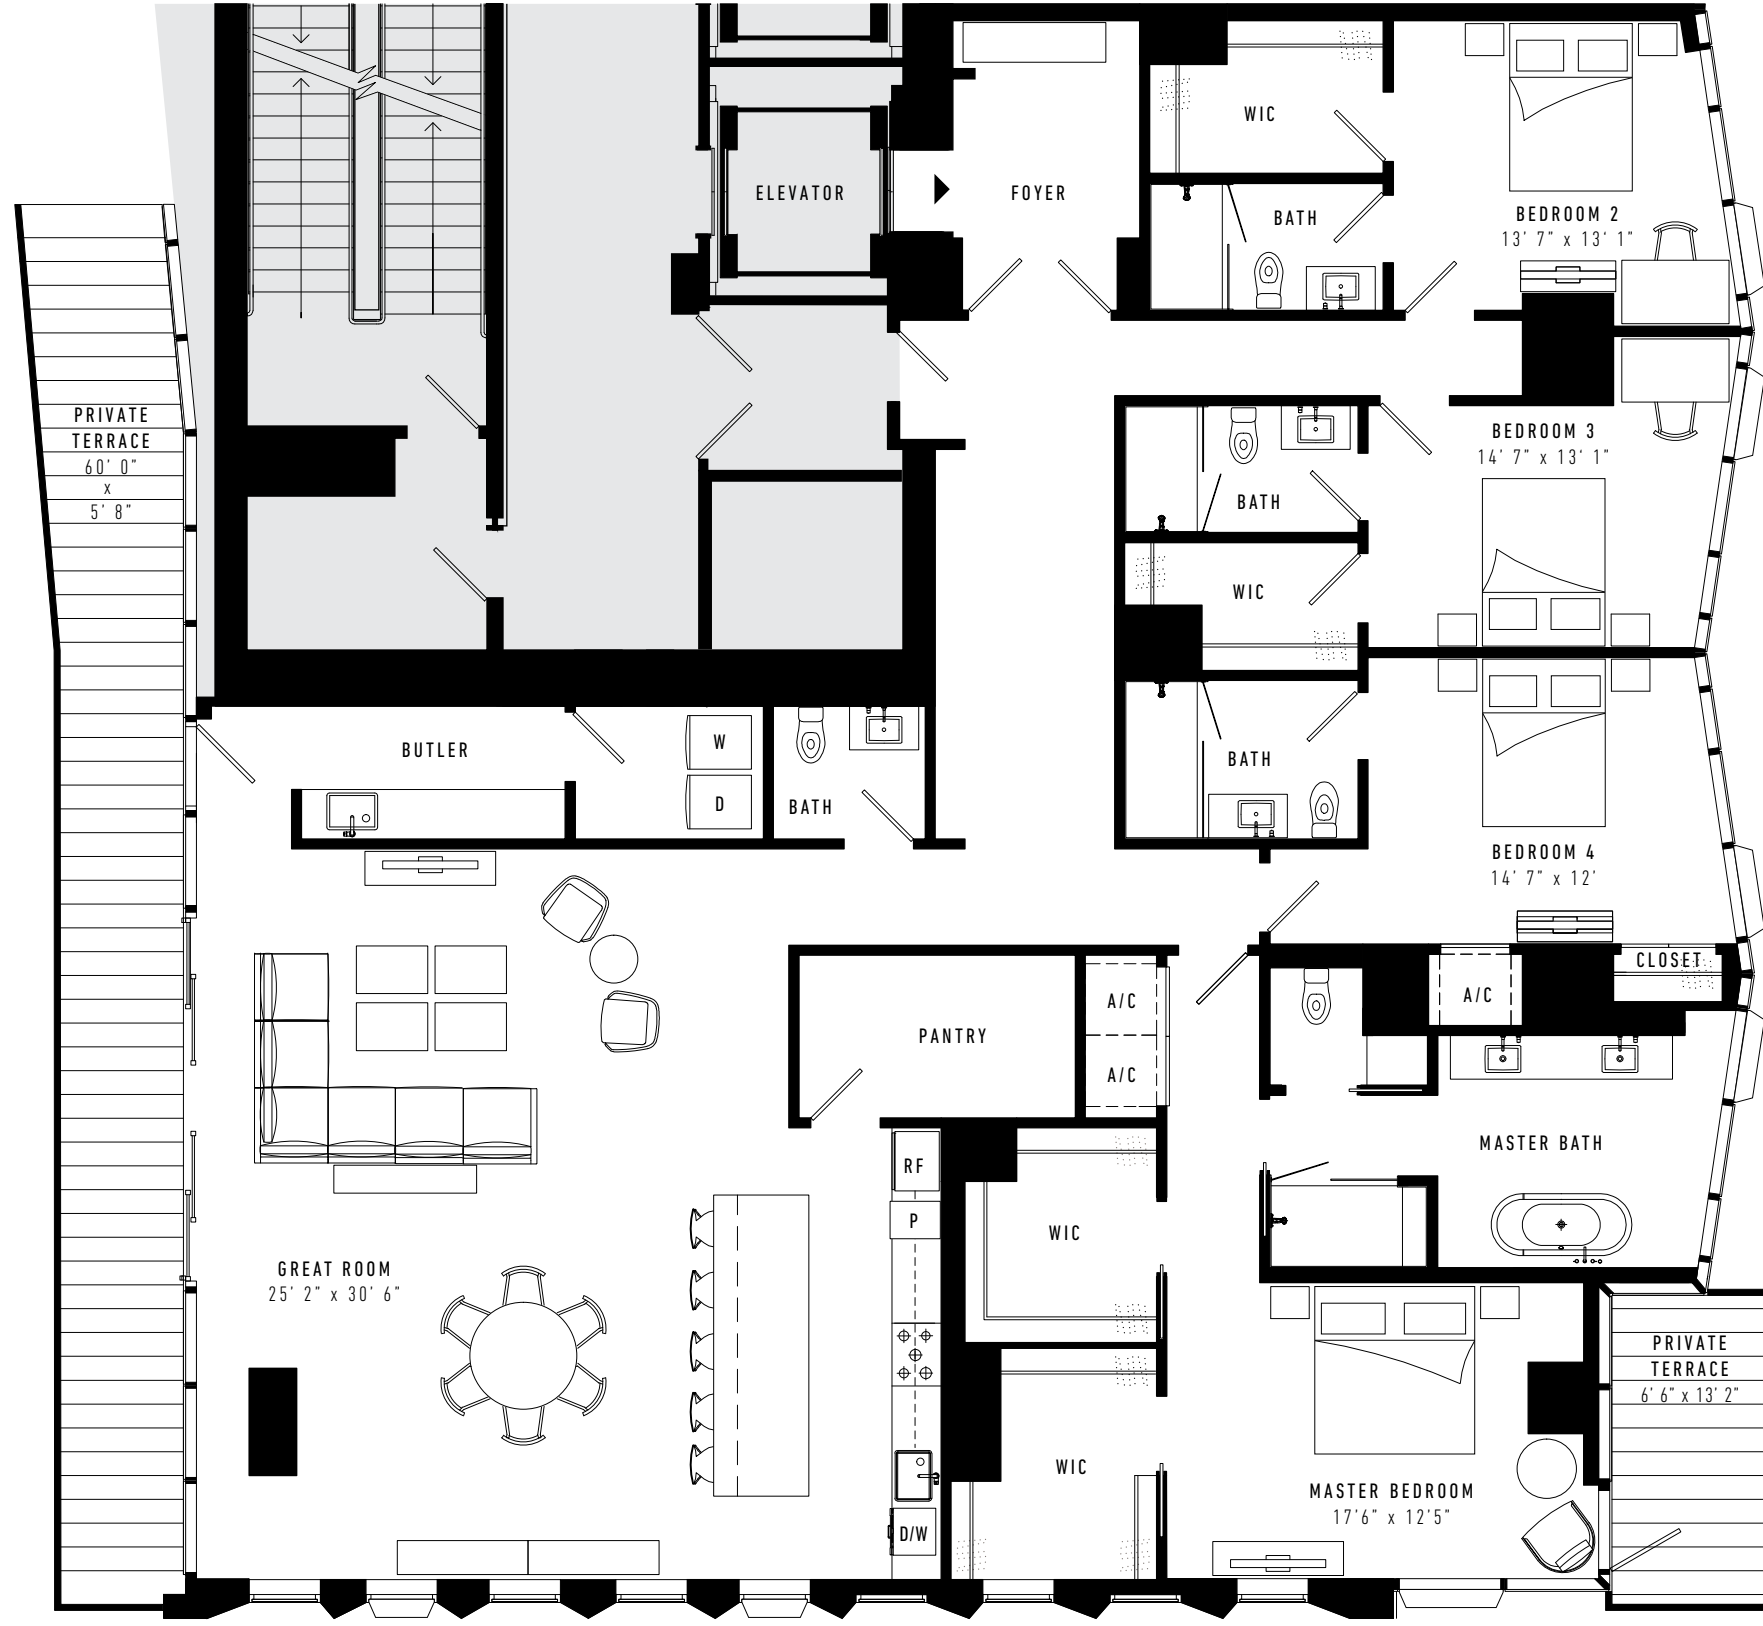 WIC
ELEVATOR
FOYER
BATH
BEDROOM 2
13' 7" x 13' 1"
PRIVATE
TERRACE
60' 0"
x
5' 8"
BEDROOM 3
14' 7" x 13' 1"
BATH
WIC
BUTLER
W
D
BATH
BATH
BEDROOM 4
14' 7" x 12'
CLOSET
A/C
A/C
PANTRY
A/C
MASTER BATH
RF
P
WIC
GREAT ROOM
25' 2" x 30' 6"
PRIVATE
TERRACE
6' 6" x 13' 2"
WIC
MASTER BEDROOM
17'6" x 12'5"
D/W